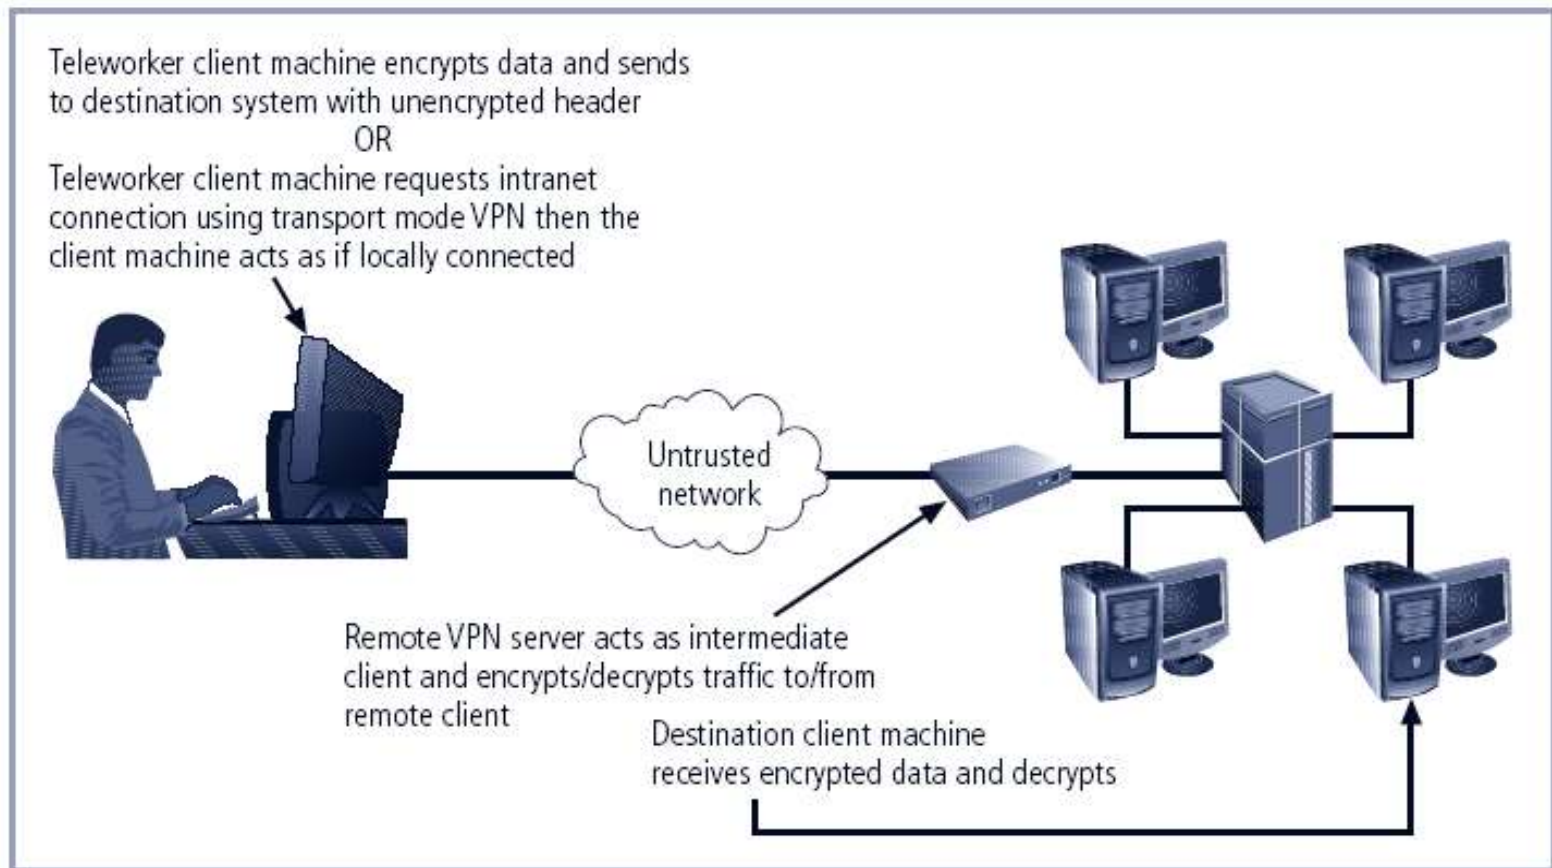 Teleworker client machine encrypts data and sends
to destination system with unencrypted header
OR
Teleworker client machine requests intranet
connection using transport mode VPN then the
client machine acts as if locally connected
Untrusted
network
Remote VPN server acts as intermediate
client and encrypts/decrypts traffic to/from
remote client
Destination client machine
receives encrypted data and decrypts